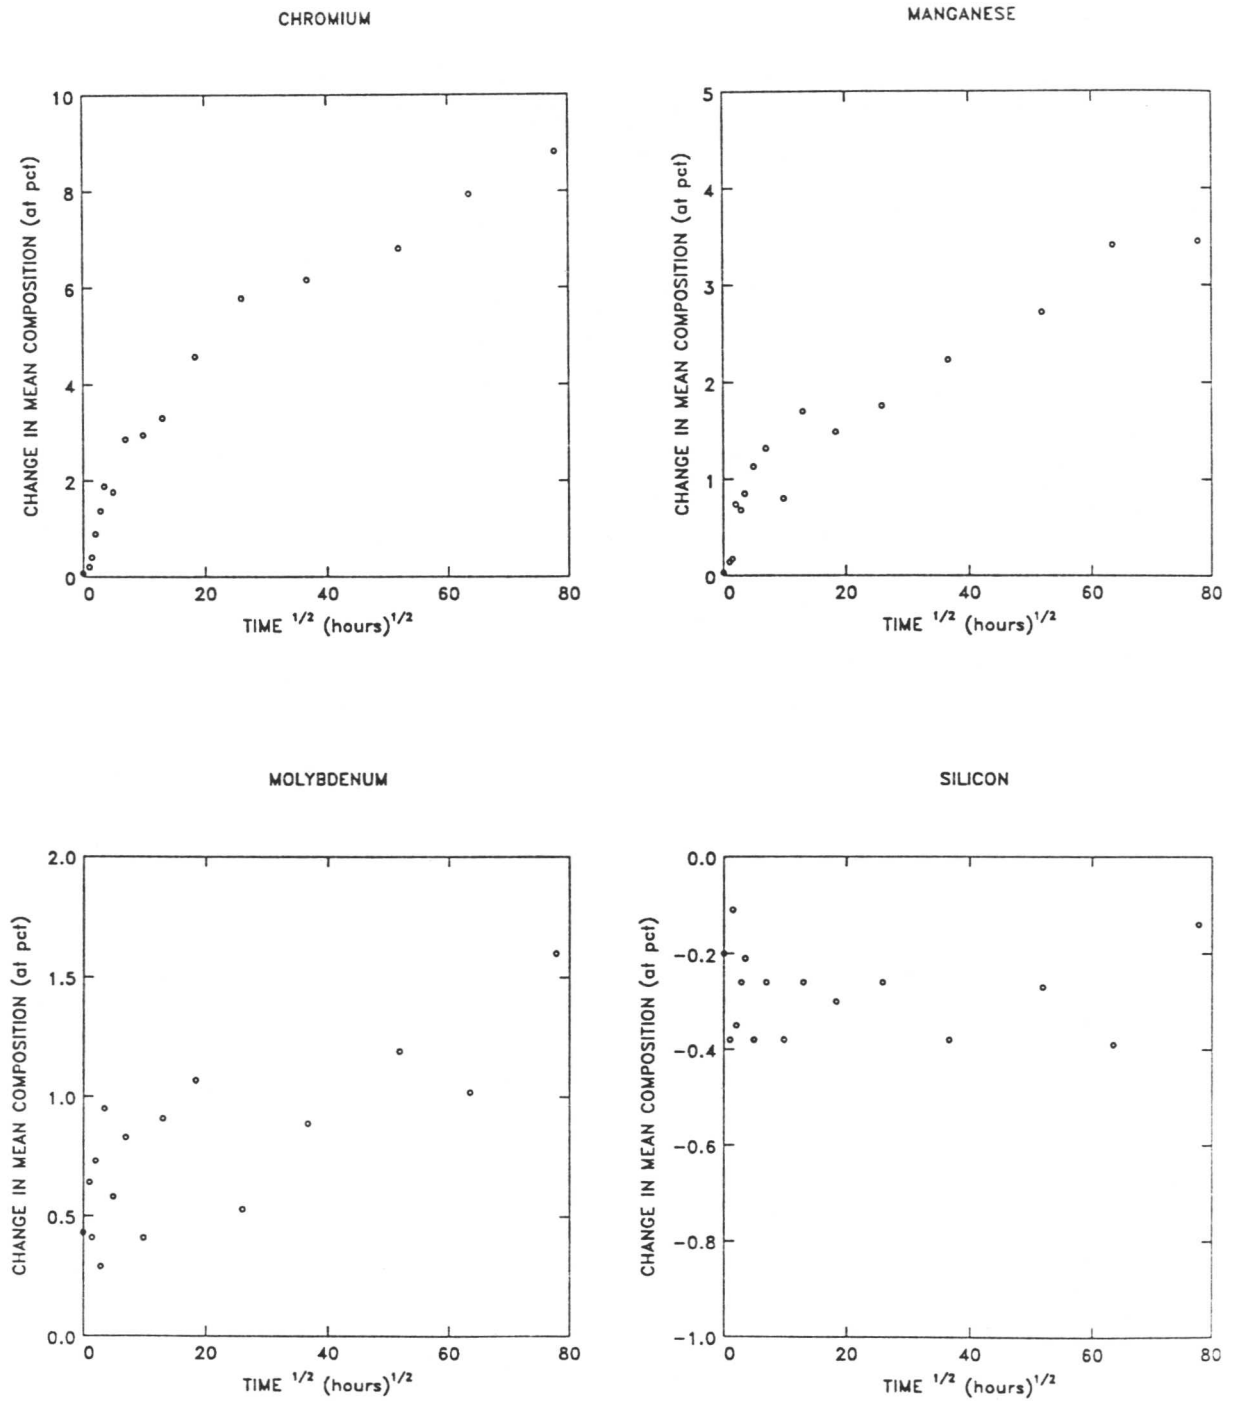 CHROMIUM
CHANGE IN MEAN COMPOSITION (at pct)
10
8
6
4
2
0
0 20 40 60 80
TIME 1/2 (hours)1/2
MANGANESE
CHANGE IN MEAN COMPOSITION (at pct)
5
4
3
2
1
0
0 20 40 60 80
TIME 1/2 (hours)1/2
MOLYBDENUM
CHANGE IN MEAN COMPOSITION (at pct)
2.0
1.5
1.0
0.5
0.0
0 20 40 60 80
TIME 1/2 (hours)1/2
SILICON
CHANGE IN MEAN COMPOSITION (at pct)
0.0
-0.2
-0.4
-0.6
-0.8
-1.0
0 20 40 60 80
TIME 1/2 (hours)1/2